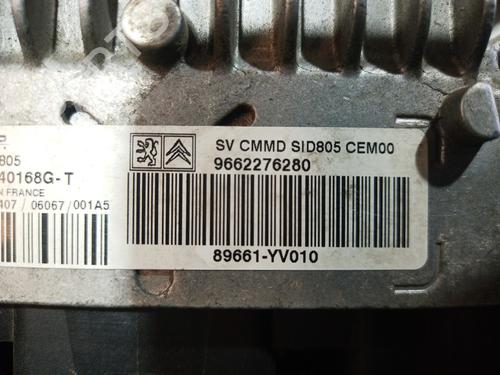 805
40168G-T
N FRANCE
407 / 06067 / 001A5
SV CMMD SID805 CEM00
9662276280
89661-YV010